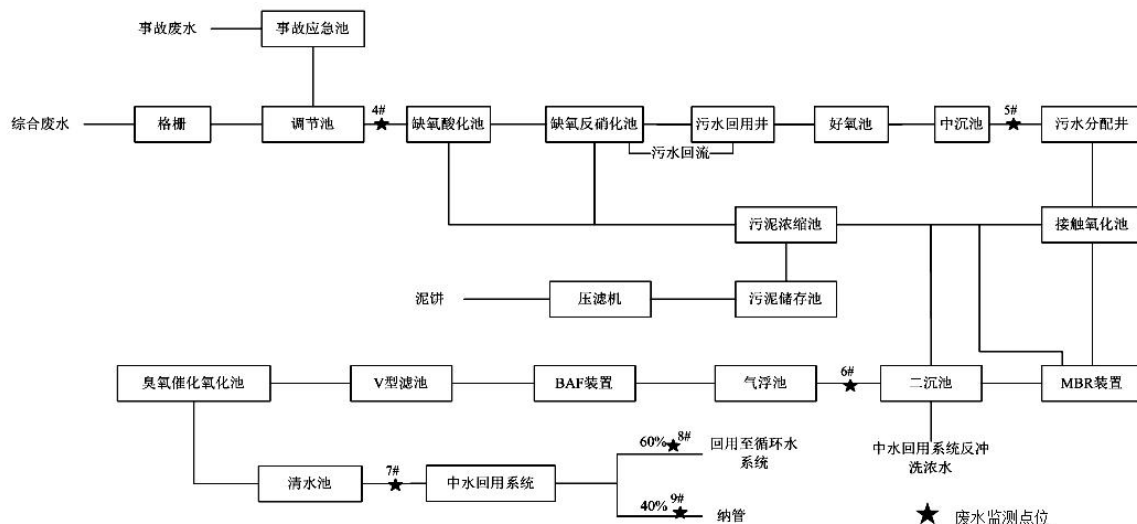 事故废水
事故应急池
综合废水
格栅
调节池
4#
缺氧酸化池
缺氧反硝化池
污水回用井
好氧池
中沉池
5#
污水分配井
污水回流
污泥浓缩池
接触氧化池
泥饼
压滤机
污泥储存池
臭氧催化氧化池
V型滤池
BAF装置
气浮池
6#
二沉池
MBR装置
60%
8#
回用至循环水
系统
中水回用系统反冲
洗浓水
清水池
7#
中水回用系统
40%
9#
纳管
废水监测点位